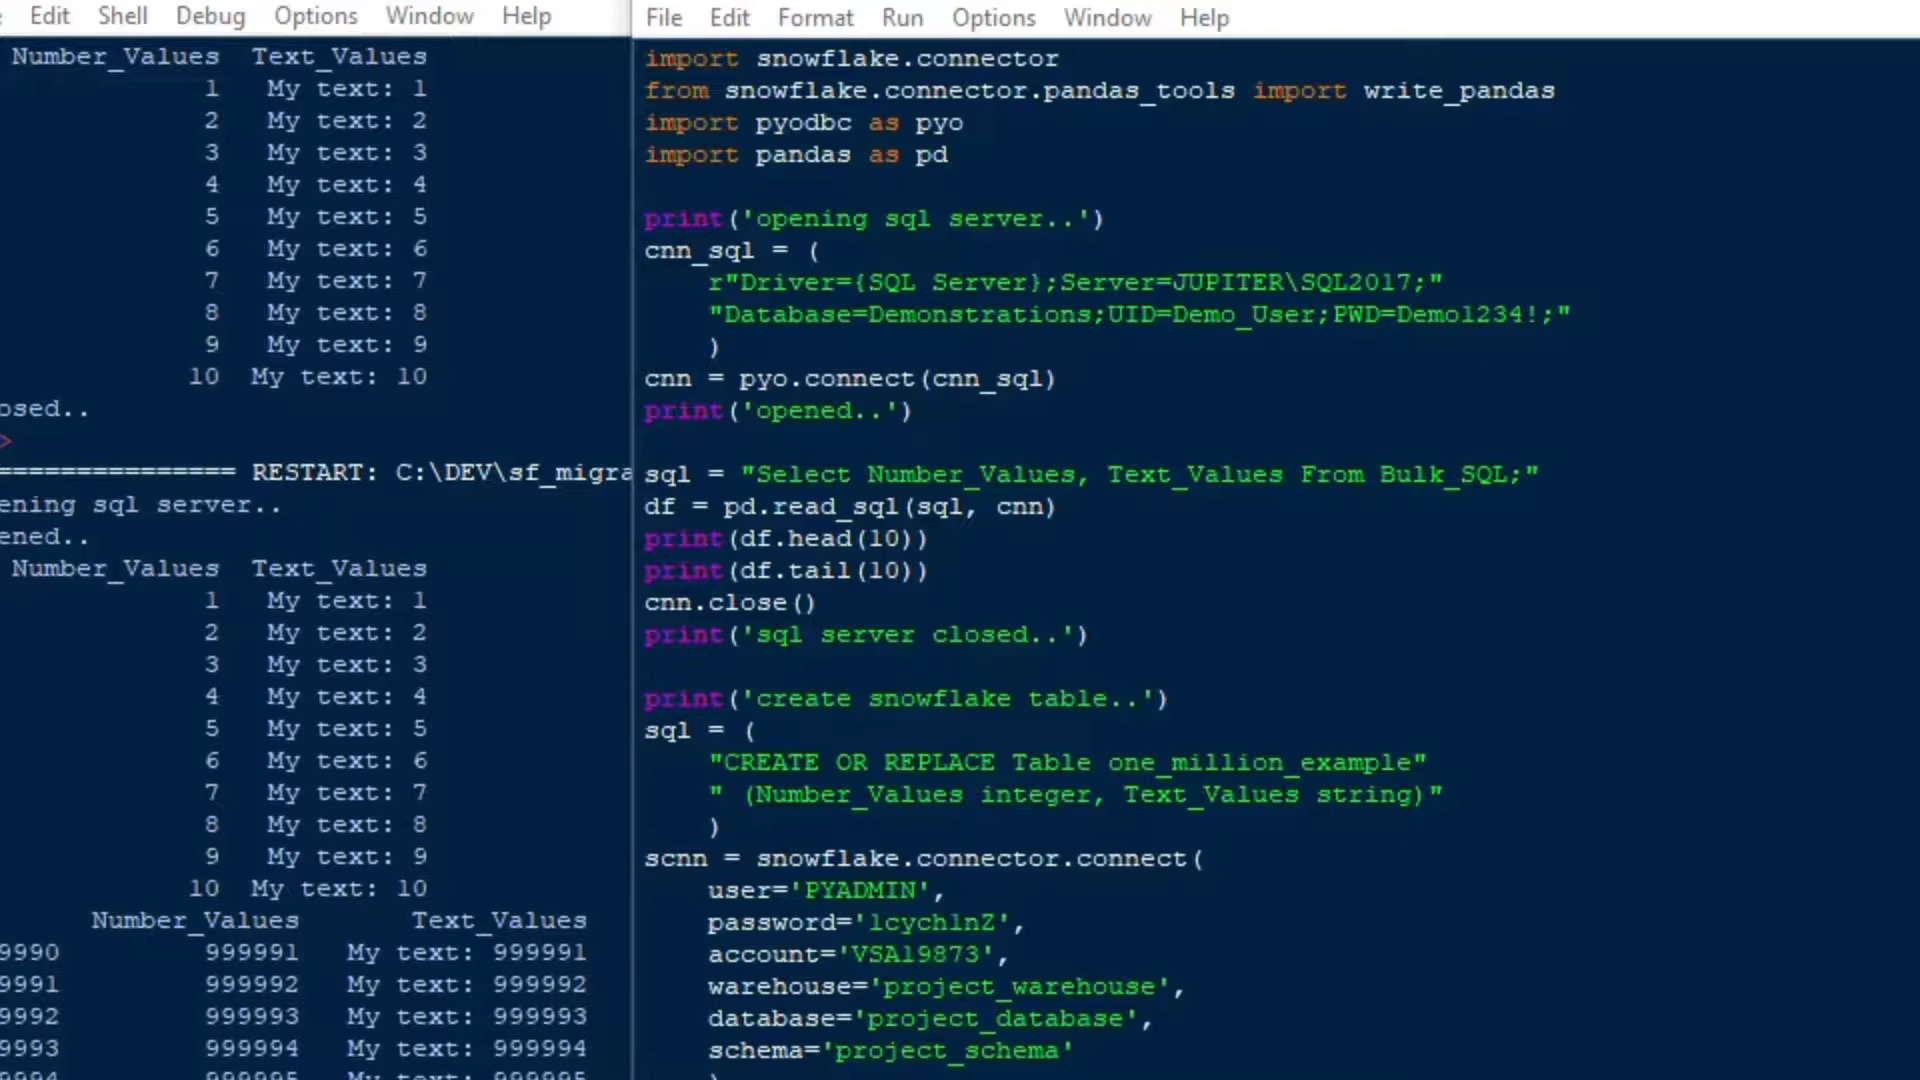 Edit Shell Debug Options Window Help
Number_Values Text_Values
1 My text: 1
2 My text: 2
3 My text: 3
4 My text: 4
5 My text: 5
6 My text: 6
7 My text: 7
8 My text: 8
9 My text: 9
10 My text: 10
osed..
>
=============== RESTART: C:\DEV\sf_migra
ening sql server..
ened..
Number_Values Text_Values
1 My text: 1
2 My text: 2
3 My text: 3
4 My text: 4
5 My text: 5
6 My text: 6
7 My text: 7
8 My text: 8
9 My text: 9
10 My text: 10
Number_Values Text_Values
9990 999991 My text: 999991
9991 999992 My text: 999992
9992 999993 My text: 999993
9993 999994 My text: 999994
9994 999995 My text: 999995
File Edit Format Run Options Window Help
import snowflake.connector
from snowflake.connector.pandas_tools import write_pandas
import pyodbc as pyo
import pandas as pd
print('opening sql server..')
cnn_sql = (
r"Driver={SQL Server};Server=JUPITER\SQL2017;"
"Database=Demonstrations;UID=Demo_User;PWD=Demo1234!;"
)
cnn = pyo.connect(cnn_sql)
print('opened..')
sql = "Select Number_Values, Text_Values From Bulk_SQL;"
df = pd.read_sql(sql, cnn)
print(df.head(10))
print(df.tail(10))
cnn.close()
print('sql server closed..')
print('create snowflake table..')
sql = (
"CREATE OR REPLACE Table one_million_example"
" (Number_Values integer, Text_Values string)"
)
scnn = snowflake.connector.connect(
user='PYADMIN',
password='lcychlnZ',
account='VSA19873',
warehouse='project_warehouse',
database='project_database',
schema='project_schema'
)